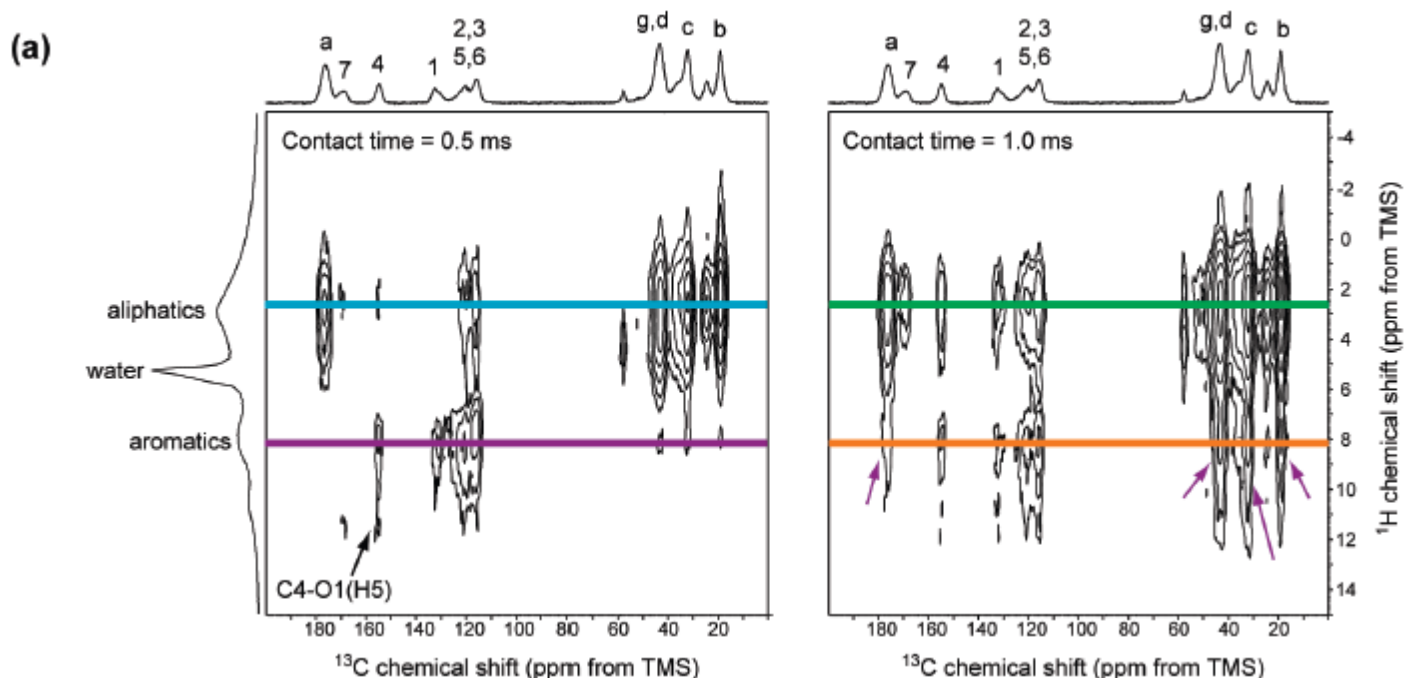 (a)
a
7
4
1
2,3
5,6
g,d
c
b
a
7
4
1
2,3
5,6
g,d
c
b
Contact time = 0.5 ms
Contact time = 1.0 ms
aliphatics
water
aromatics
C4-O1(H5)
-4
-2
0
2
4
6
8
10
12
14
¹H chemical shift (ppm from TMS)
180 160 140 120 100 80 60 40 20
180 160 140 120 100 80 60 40 20
¹³C chemical shift (ppm from TMS)
¹³C chemical shift (ppm from TMS)